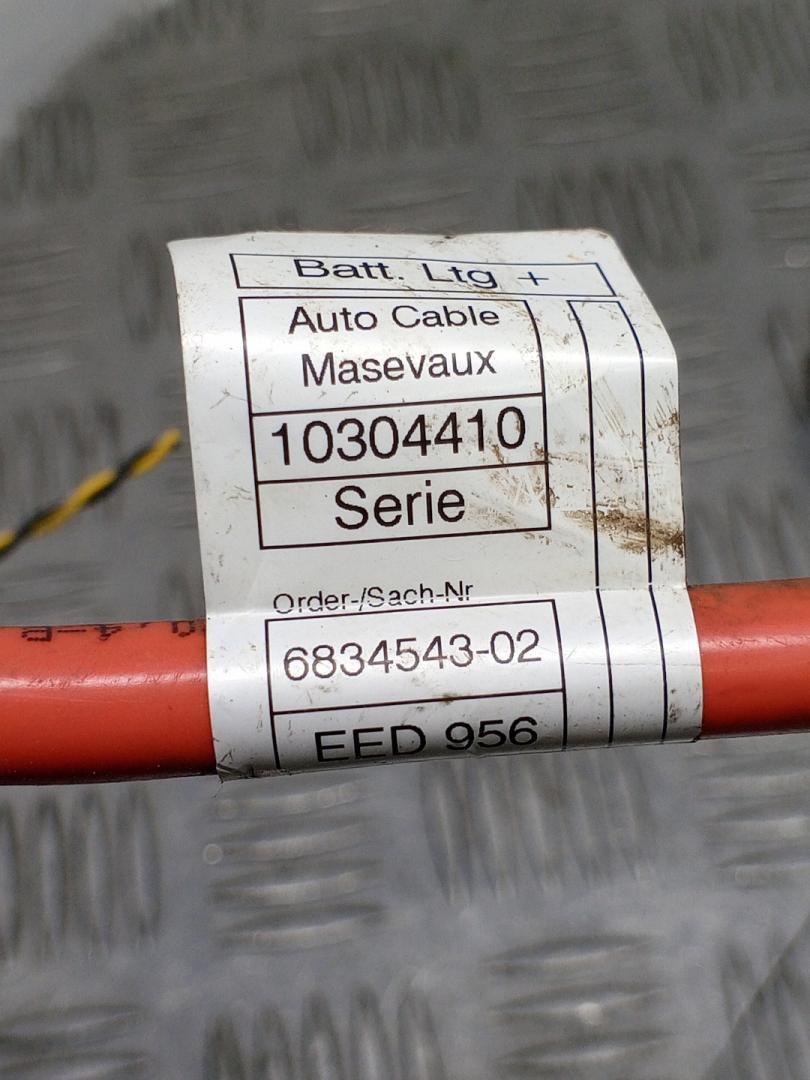 Batt. Ltg +
Auto Cable
Masevaux
10304410
Serie
Order-/Sach-Nr
6834543-02
EED 956